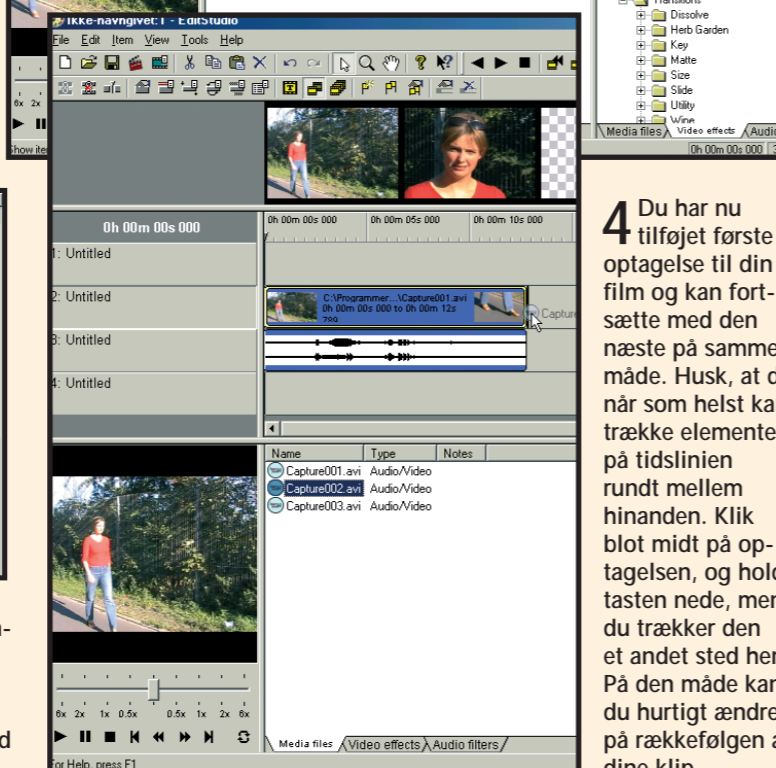 Ikke-navngivet:1 - EditStudio
File Edit Item View Tools Help
0h 00m 00s 000
0h 00m 00s 000 0h 00m 05s 000 0h 00m 10s 000
1: Untitled
2: Untitled
C:\Programmer...\Capture001.avi
0h 00m 00s 000 to 0h 00m 12s
780
Capture
3: Untitled
4: Untitled
Name Type Notes
Capture001.avi Audio/Video
Capture002.avi Audio/Video
Capture003.avi Audio/Video
6x 2x 1x 0.5x 0.5x 1x 2x 6x
Media files Video effects Audio filters
For Help, press F1
6x 2x
Show ite
Transitions
Dissolve
Herb Garden
Key
Matte
Size
Slide
Utility
Wipe
Media files Video effects Audio
0h 00m 00s 000
4 Du har nu
tilføjet første
optagelse til din
film og kan fort-
sætte med den
næste på samme
måde. Husk, at d
når som helst ka
trække elemente
på tidslinien
rundt mellem
hinanden. Klik
blot midt på op-
tagelsen, og hold
tasten nede, men
du trækker den
et andet sted hen
På den måde kan
du hurtigt ændre
på rækkefølgen a
dine klip